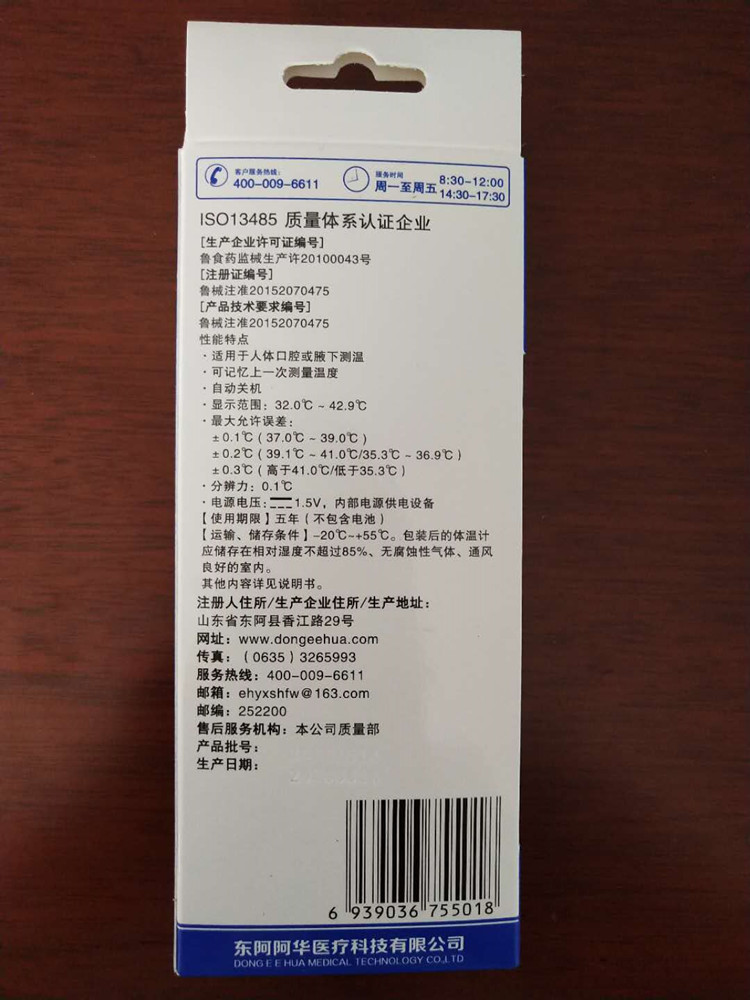 客户服务热线:
400-009-6611
服务时间
周一至周五 8:30-12:00
14:30-17:30
ISO13485 质量体系认证企业
[生产企业许可证编号]
鲁食药监械生产许20100043号
[注册证编号]
鲁械注准20152070475
[产品技术要求编号]
鲁械注准20152070475
性能特点
·适用于人体口腔或腋下测温
·可记忆上一次测量温度
·自动关机
·显示范围：32.0℃ ~ 42.9℃
·最大允许误差：
±0.1℃（37.0℃ ~ 39.0℃）
±0.2℃（39.1℃ ~ 41.0℃/35.3℃ ~ 36.9℃）
±0.3℃（高于41.0℃/低于35.3℃）
·分辨力：0.1℃
·电源电压：⎓1.5V，内部电源供电设备
【使用期限】五年（不包含电池）
【运输、储存条件】-20℃~+55℃。包装后的体温计
应储存在相对湿度不超过85%、无腐蚀性气体、通风
良好的室内。
其他内容详见说明书。
注册人住所/生产企业住所/生产地址：
山东省东阿县香江路29号
网址：www.dongeehua.com
传真：（0635）3265993
服务热线：400-009-6611
邮箱：ehyxshfw@163.com
邮编：252200
售后服务机构：本公司质量部
产品批号：
生产日期：
6 939036 755018
东阿阿华医疗科技有限公司
DONG E E HUA MEDICAL TECHNOLOGY CO.,LTD